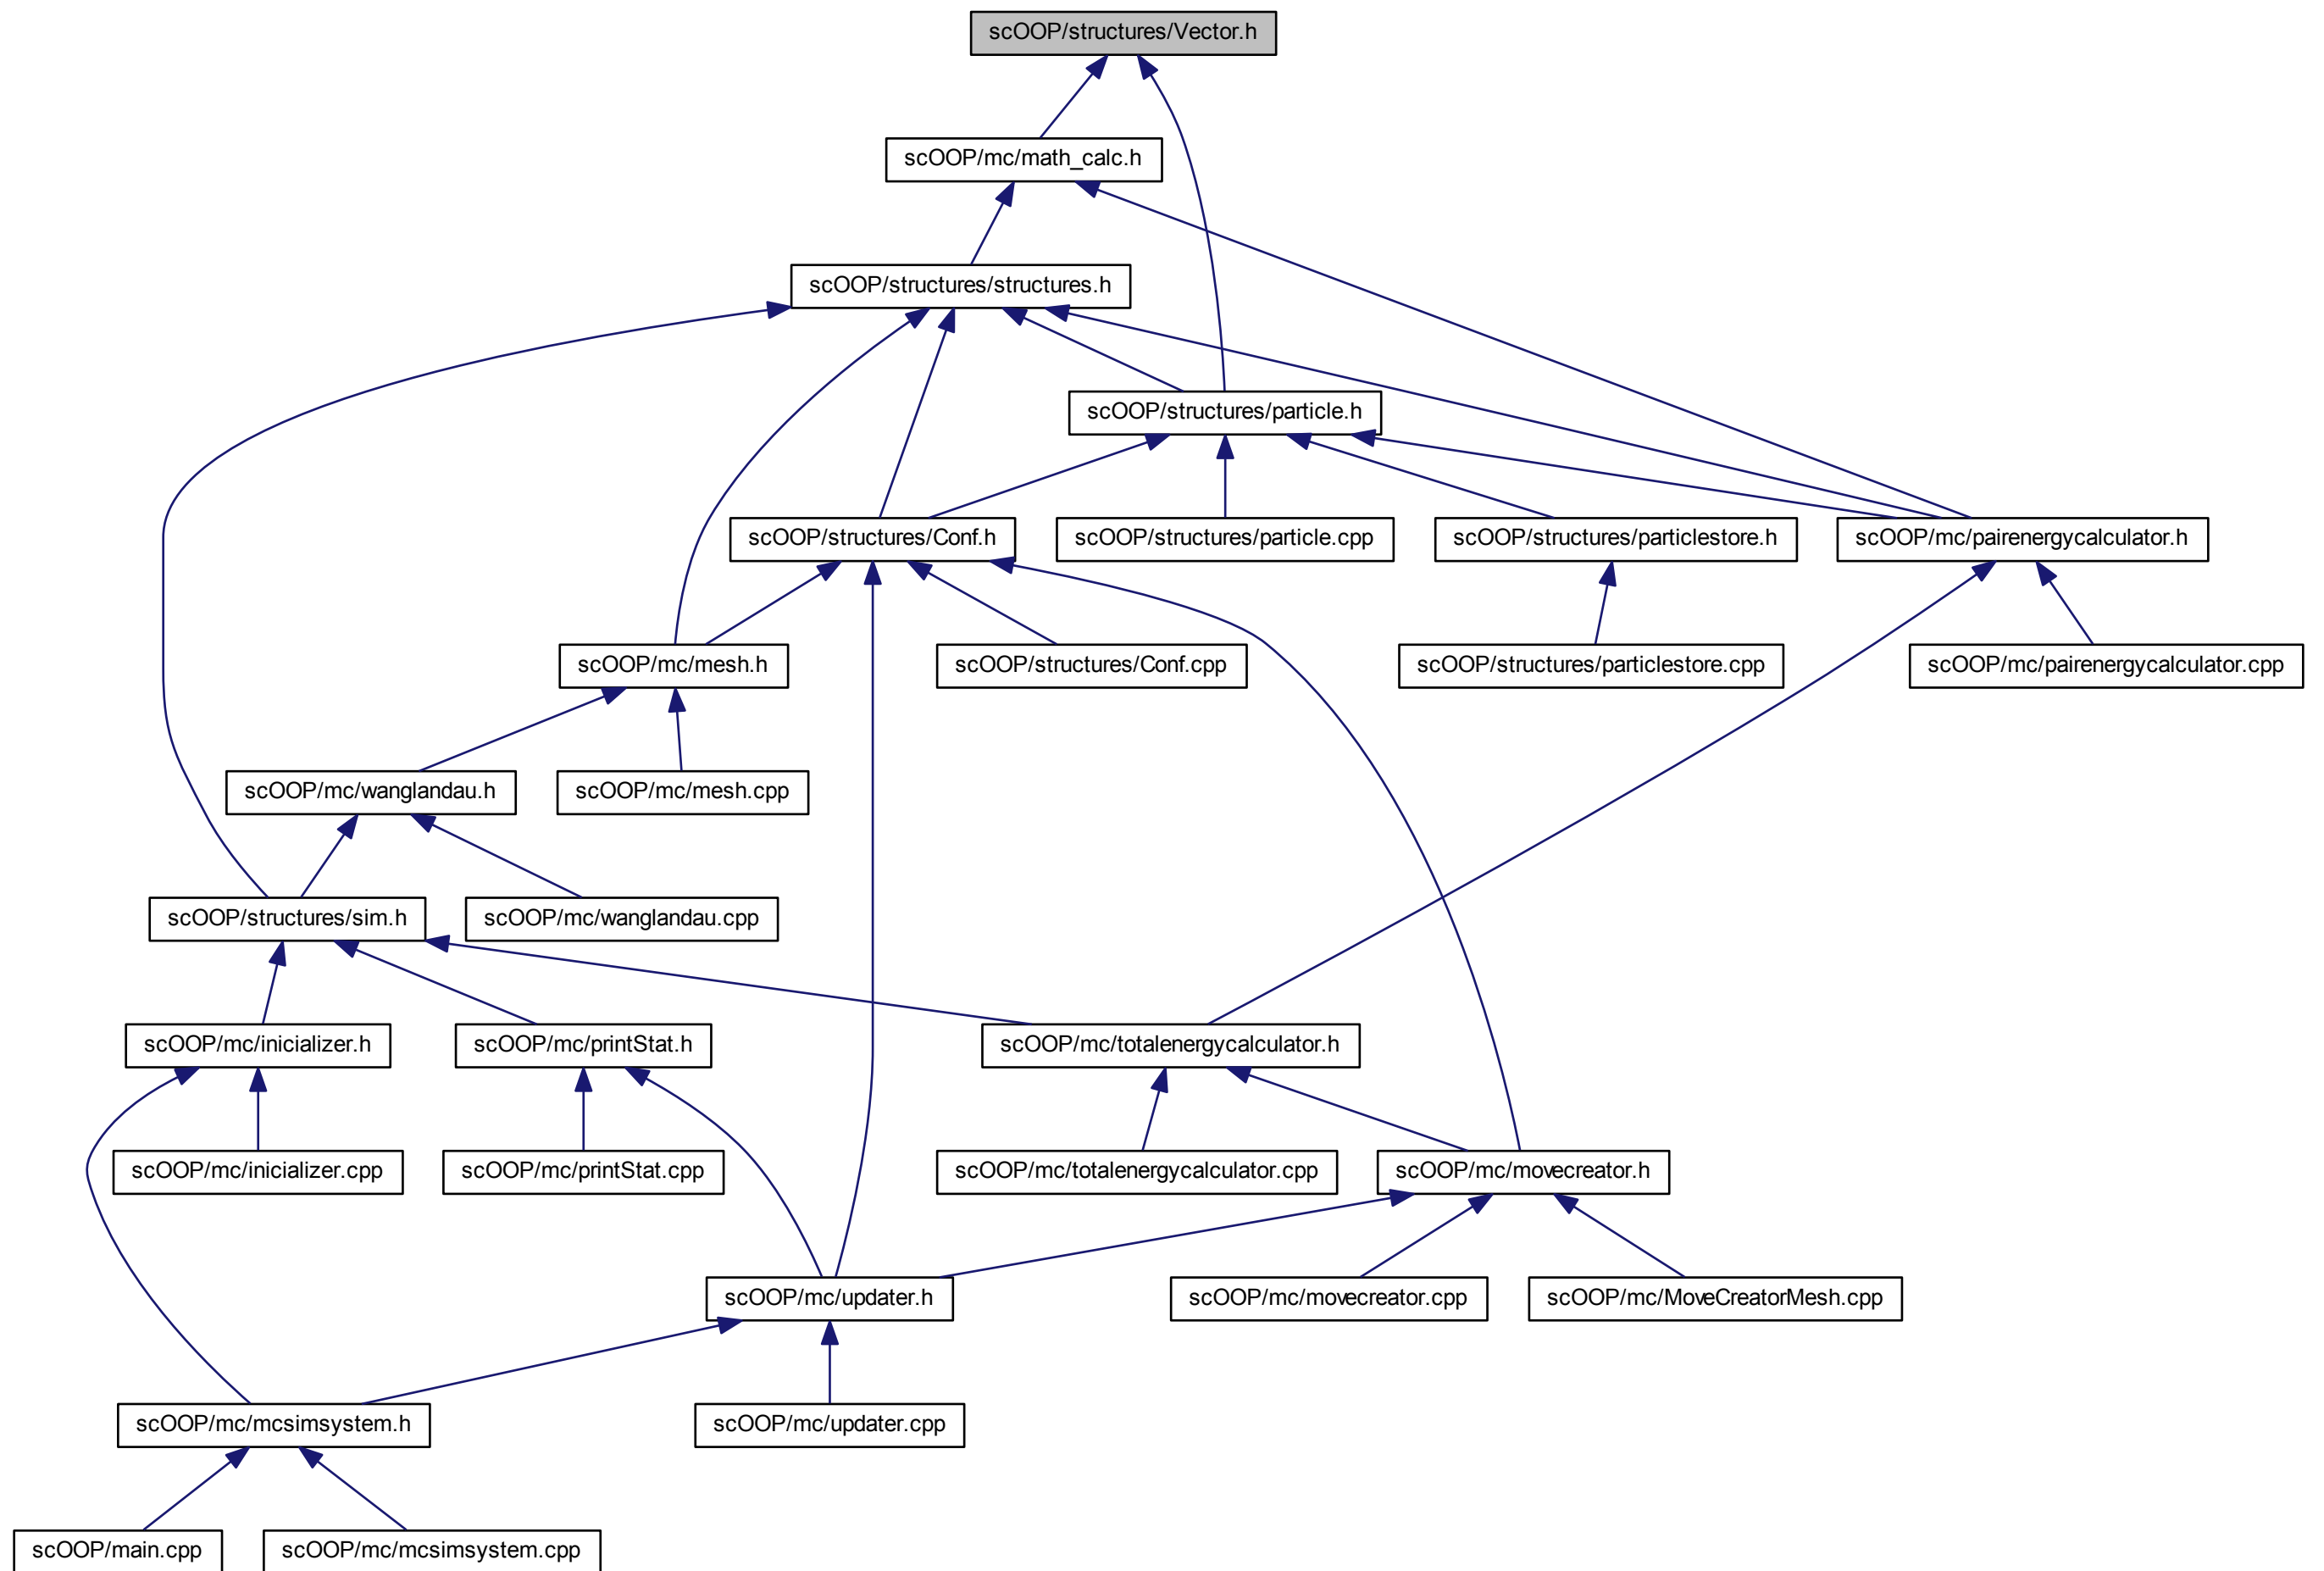 scOOP/structures/Vector.h
scOOP/mc/math_calc.h
scOOP/structures/structures.h
scOOP/structures/particle.h
scOOP/structures/Conf.h
scOOP/structures/particle.cpp
scOOP/structures/particlestore.h
scOOP/mc/pairenergycalculator.h
scOOP/mc/mesh.h
scOOP/structures/Conf.cpp
scOOP/structures/particlestore.cpp
scOOP/mc/pairenergycalculator.cpp
scOOP/mc/wanglandau.h
scOOP/mc/mesh.cpp
scOOP/structures/sim.h
scOOP/mc/wanglandau.cpp
scOOP/mc/inicializer.h
scOOP/mc/printStat.h
scOOP/mc/totalenergycalculator.h
scOOP/mc/inicializer.cpp
scOOP/mc/printStat.cpp
scOOP/mc/totalenergycalculator.cpp
scOOP/mc/movecreator.h
scOOP/mc/updater.h
scOOP/mc/movecreator.cpp
scOOP/mc/MoveCreatorMesh.cpp
scOOP/mc/mcsimsystem.h
scOOP/mc/updater.cpp
scOOP/main.cpp
scOOP/mc/mcsimsystem.cpp